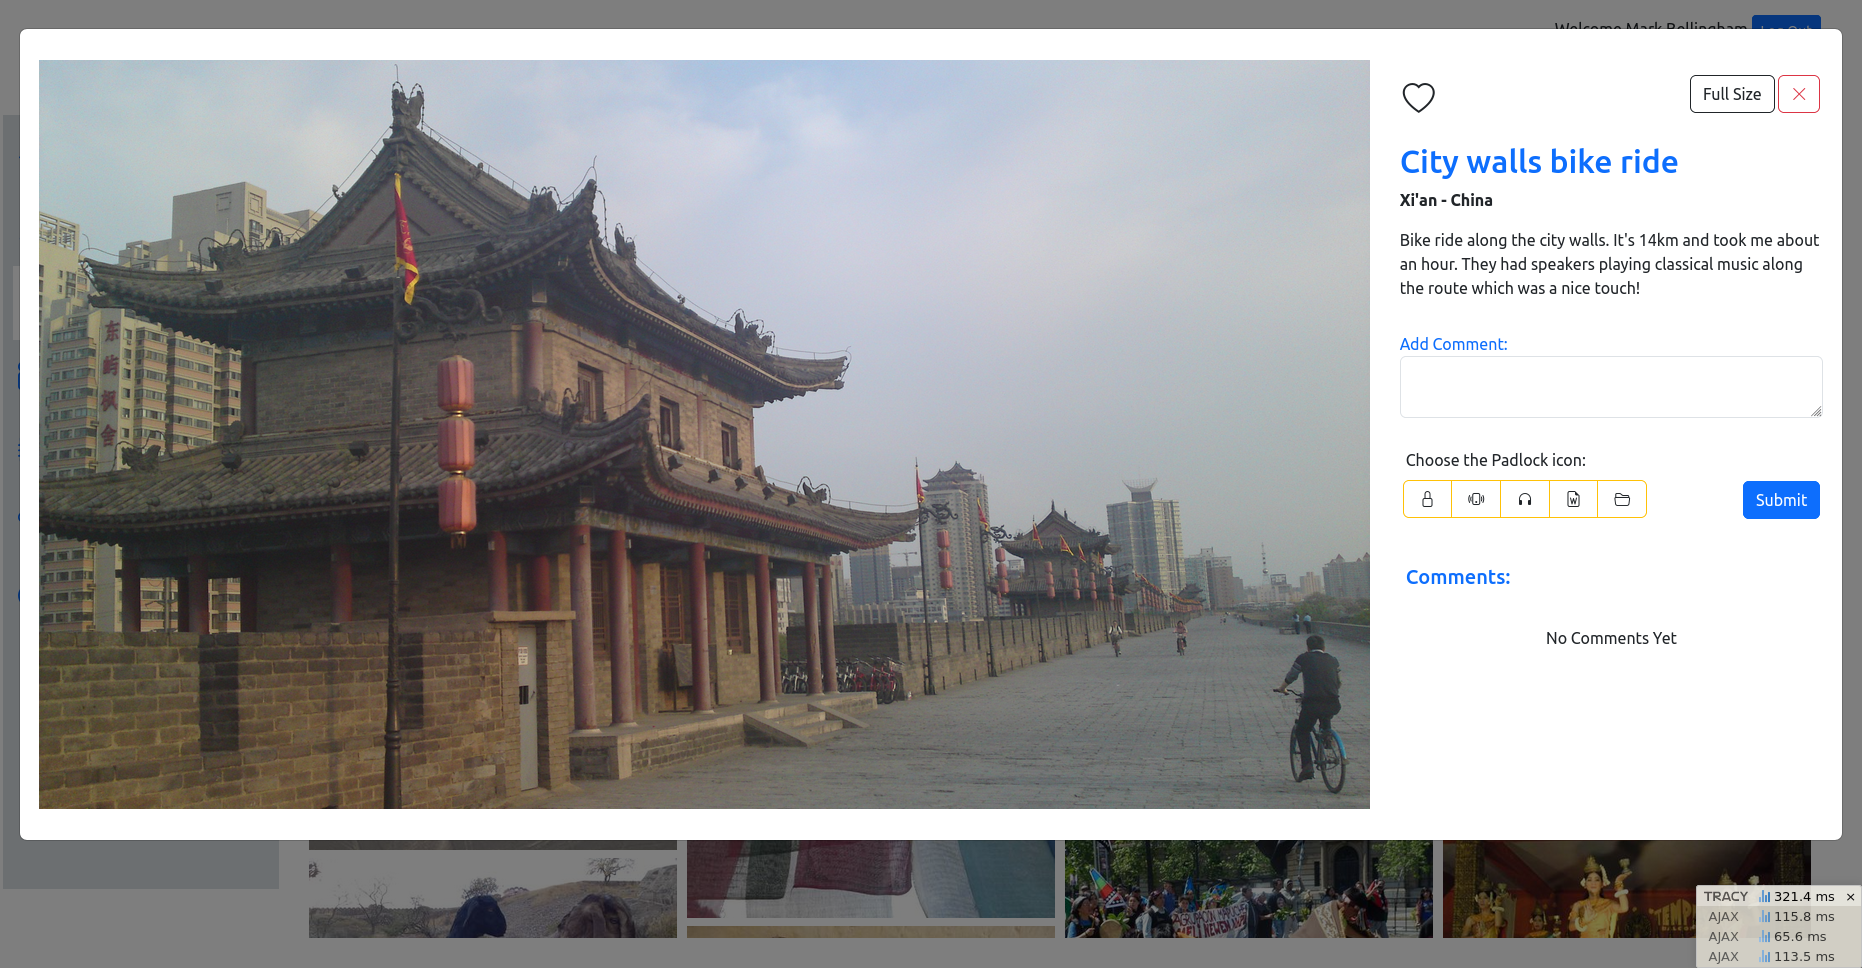 Full Size
City walls bike ride
Xi'an - China
Bike ride along the city walls. It's 14km and took me about
an hour. They had speakers playing classical music along
the route which was a nice touch!
Add Comment:
Choose the Padlock icon:
Submit
Comments:
No Comments Yet
东
枫
舍
TRACY 321.4 ms ×
AJAX 115.8 ms
AJAX 65.6 ms
AJAX 113.5 ms